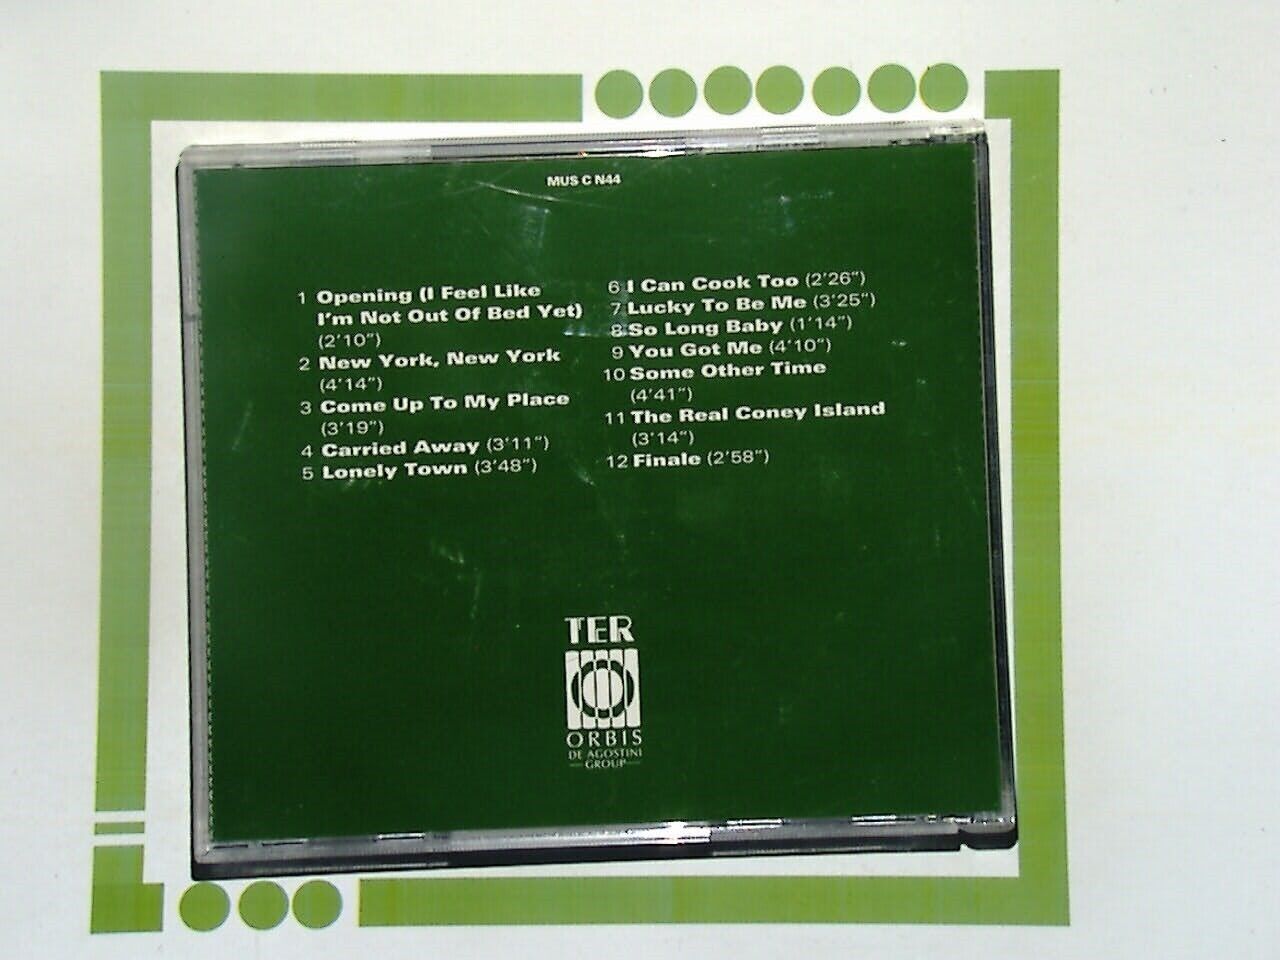 MUS C N44
1 Opening (I Feel Like
I'm Not Out Of Bed Yet)
(2'10")
2 New York, New York
(4'14")
3 Come Up To My Place
(3'19")
4 Carried Away (3'11")
5 Lonely Town (3'48")
6 I Can Cook Too (2'26")
7 Lucky To Be Me (3'25")
8 So Long Baby (1'14")
9 You Got Me (4'10")
10 Some Other Time
(4'41")
11 The Real Coney Island
(3'14")
12 Finale (2'58")
TER
ORBIS
DE AGOSTINI
GROUP